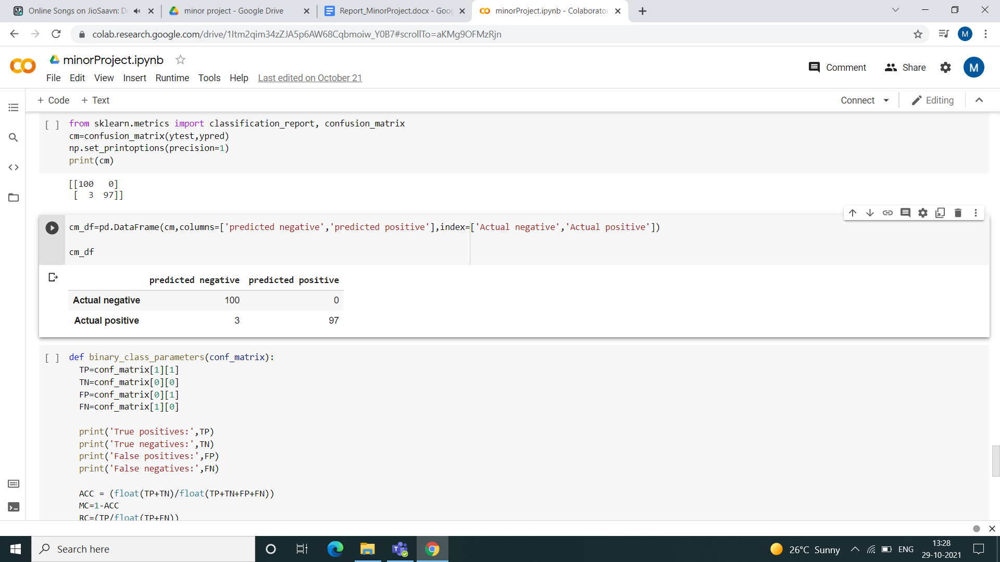 Online Songs on JioSaavn: D
minor project - Google Drive
Report_MinorProject.docx - Goog
minorProject.ipynb - Colaborator
colab.research.google.com/drive/1Itm2qim34zZJA5p6AW68Cqbmoiw_Y0B7#scrollTo=aKMg9OFMzRjn
M
minorProject.ipynb
Comment
Share
M
File Edit View Insert Runtime Tools Help Last edited on October 21
+ Code + Text
Connect
Editing
[ ] from sklearn.metrics import classification_report, confusion_matrix
cm=confusion_matrix(ytest,ypred)
np.set_printoptions(precision=1)
print(cm)
[[100   0]
 [  3  97]]
cm_df=pd.DataFrame(cm,columns=['predicted negative','predicted positive'],index=['Actual negative','Actual positive'])
cm_df
predicted negative predicted positive
Actual negative 100 0
Actual positive 3 97
[ ] def binary_class_parameters(conf_matrix):
  TP=conf_matrix[1][1]
  TN=conf_matrix[0][0]
  FP=conf_matrix[0][1]
  FN=conf_matrix[1][0]
  print('True positives:',TP)
  print('True negatives:',TN)
  print('False positives:',FP)
  print('False negatives:',FN)
  ACC = (float(TP+TN)/float(TP+TN+FP+FN))
  MC=1-ACC
  RC=(TP/float(TP+FN))
Search here
26°C Sunny
ENG
13:28
29-10-2021